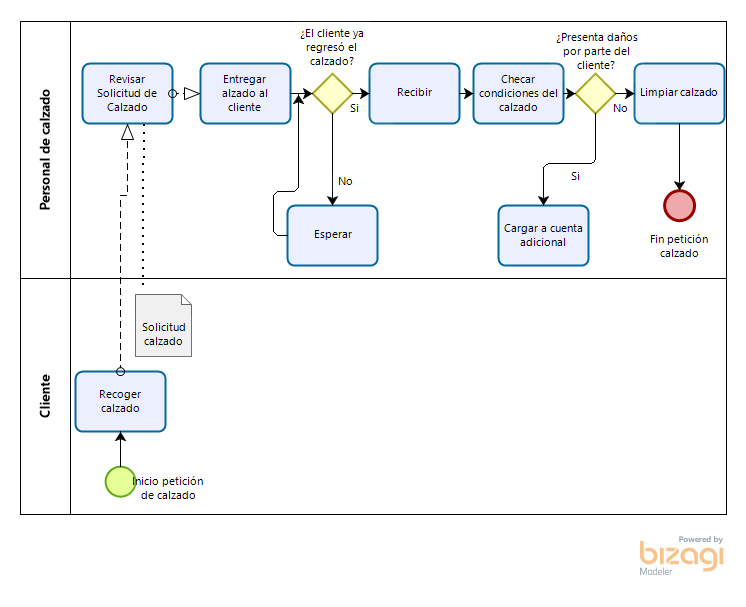 Personal de calzado
Revisar
Solicitud de
Calzado
Entregar
alzado al
cliente
¿El cliente ya
regresó el
calzado?
Si
No
Esperar
Recibir
Checar
condiciones del
calzado
¿Presenta daños
por parte del
cliente?
No
Si
Cargar a cuenta
adicional
Limpiar calzado
Fin petición
calzado
Cliente
Solicitud
calzado
Recoger
calzado
Inicio petición
de calzado
Powered by
bizagi
Modeler